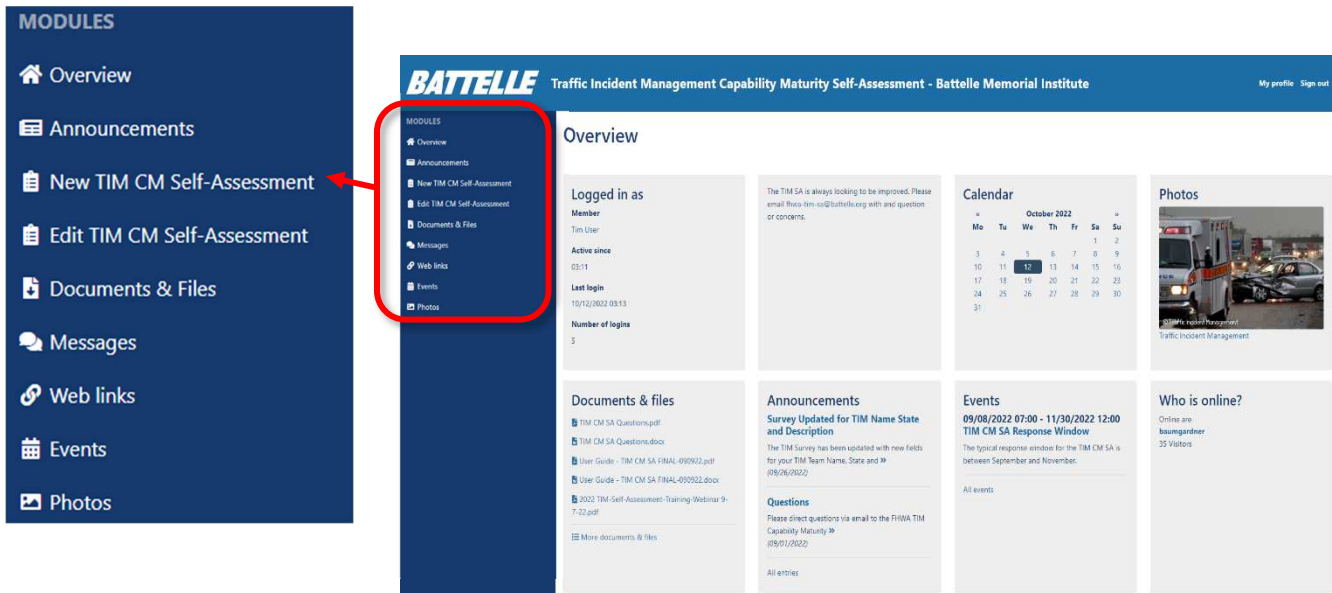 MODULES
Overview
Announcements
New TIM CM Self-Assessment
Edit TIM CM Self-Assessment
Documents & Files
Messages
Web links
Events
Photos
BATTELLE
Traffic Incident Management Capability Maturity Self-Assessment - Battelle Memorial Institute
My profile Sign out
MODULES
Overview
Announcements
New TIM CM Self-Assessment
Edit TIM CM Self-Assessment
Documents & Files
Messages
Web links
Events
Photos
Overview
Logged in as
Member
Tim User
Active since
03:11
Last login
10/12/2022 03:13
Number of logins
5
The TIM SA is always looking to be improved. Please
email fhwa-tim-sa@battelle.org with and question
or concerns.
Calendar
« October 2022 »
Mo Tu We Th Fr Sa Su
1 2
3 4 5 6 7 8 9
10 11 12 13 14 15 16
17 18 19 20 21 22 23
24 25 26 27 28 29 30
31
Photos
©Traffic Incident Management
Traffic Incident Management
Documents & files
TIM CM SA Questions.pdf
TIM CM SA Questions.docx
User Guide - TIM CM SA FINAL-090922.pdf
User Guide - TIM CM SA FINAL-090922.docx
2022 TIM-Self-Assessment-Training-Webinar 9-
7-22.pdf
More documents & files
Announcements
Survey Updated for TIM Name State
and Description
The TIM Survey has been updated with new fields
for your TIM Team Name, State and »
(09/26/2022)
Questions
Please direct questions via email to the FHWA TIM
Capability Maturity »
(09/01/2022)
All entries
Events
09/08/2022 07:00 - 11/30/2022 12:00
TIM CM SA Response Window
The typical response window for the TIM CM SA is
between September and November.
All events
Who is online?
Online are
baumgardner
35 Visitors